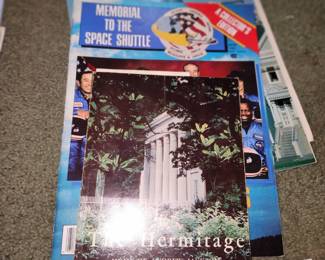 MEMORIAL
TO THE
SPACE SHUTTLE
A COLLECTOR'S
EDITION
The Hermitage